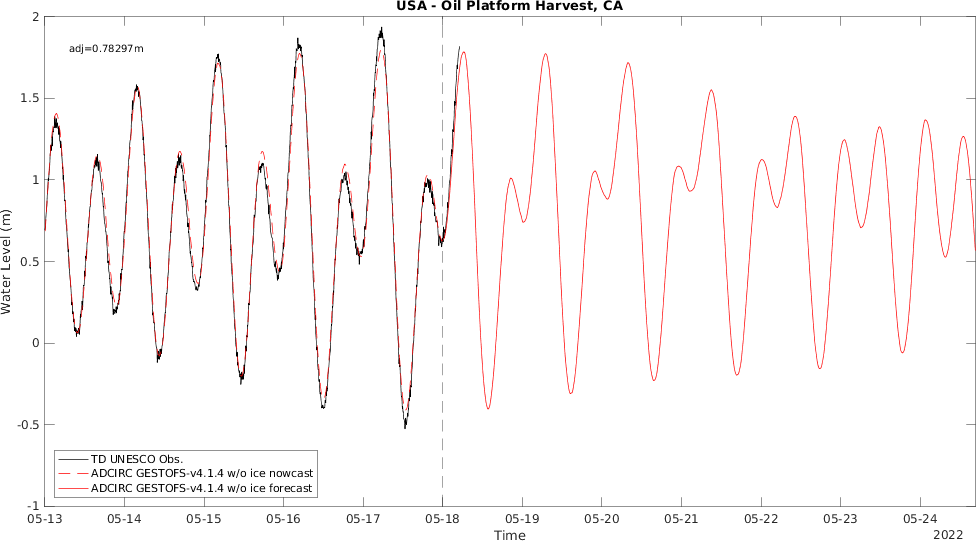 USA - Oil Platform Harvest, CA
adj=0.78297m
2
1.5
1
0.5
0
-0.5
-1
Water Level (m)
TD UNESCO Obs.
ADCIRC GESTOFS-v4.1.4 w/o ice nowcast
ADCIRC GESTOFS-v4.1.4 w/o ice forecast
05-13 05-14 05-15 05-16 05-17 05-18 05-19 05-20 05-21 05-22 05-23 05-24
Time
2022